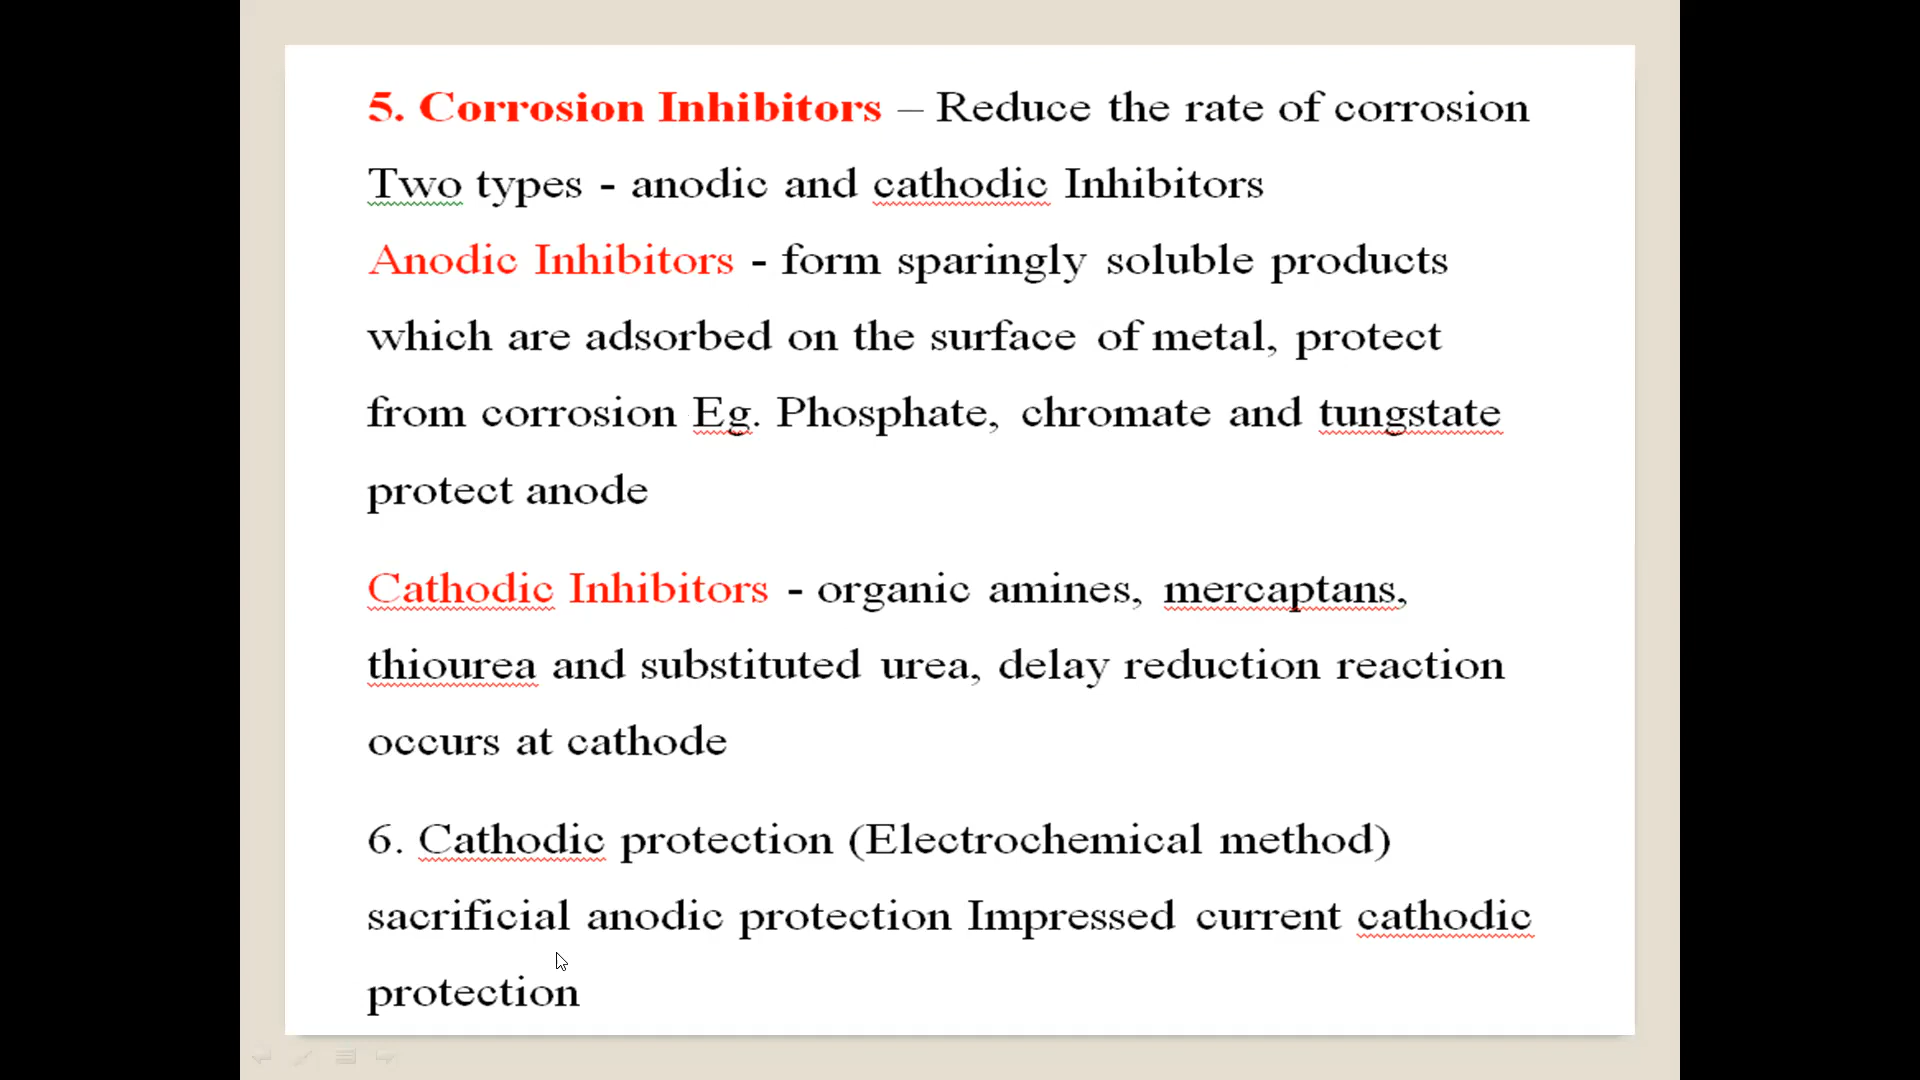 5. Corrosion Inhibitors – Reduce the rate of corrosion
Two types - anodic and cathodic Inhibitors
Anodic Inhibitors - form sparingly soluble products
which are adsorbed on the surface of metal, protect
from corrosion Eg. Phosphate, chromate and tungstate
protect anode
Cathodic Inhibitors - organic amines, mercaptans,
thiourea and substituted urea, delay reduction reaction
occurs at cathode
6. Cathodic protection (Electrochemical method)
sacrificial anodic protection Impressed current cathodic
protection